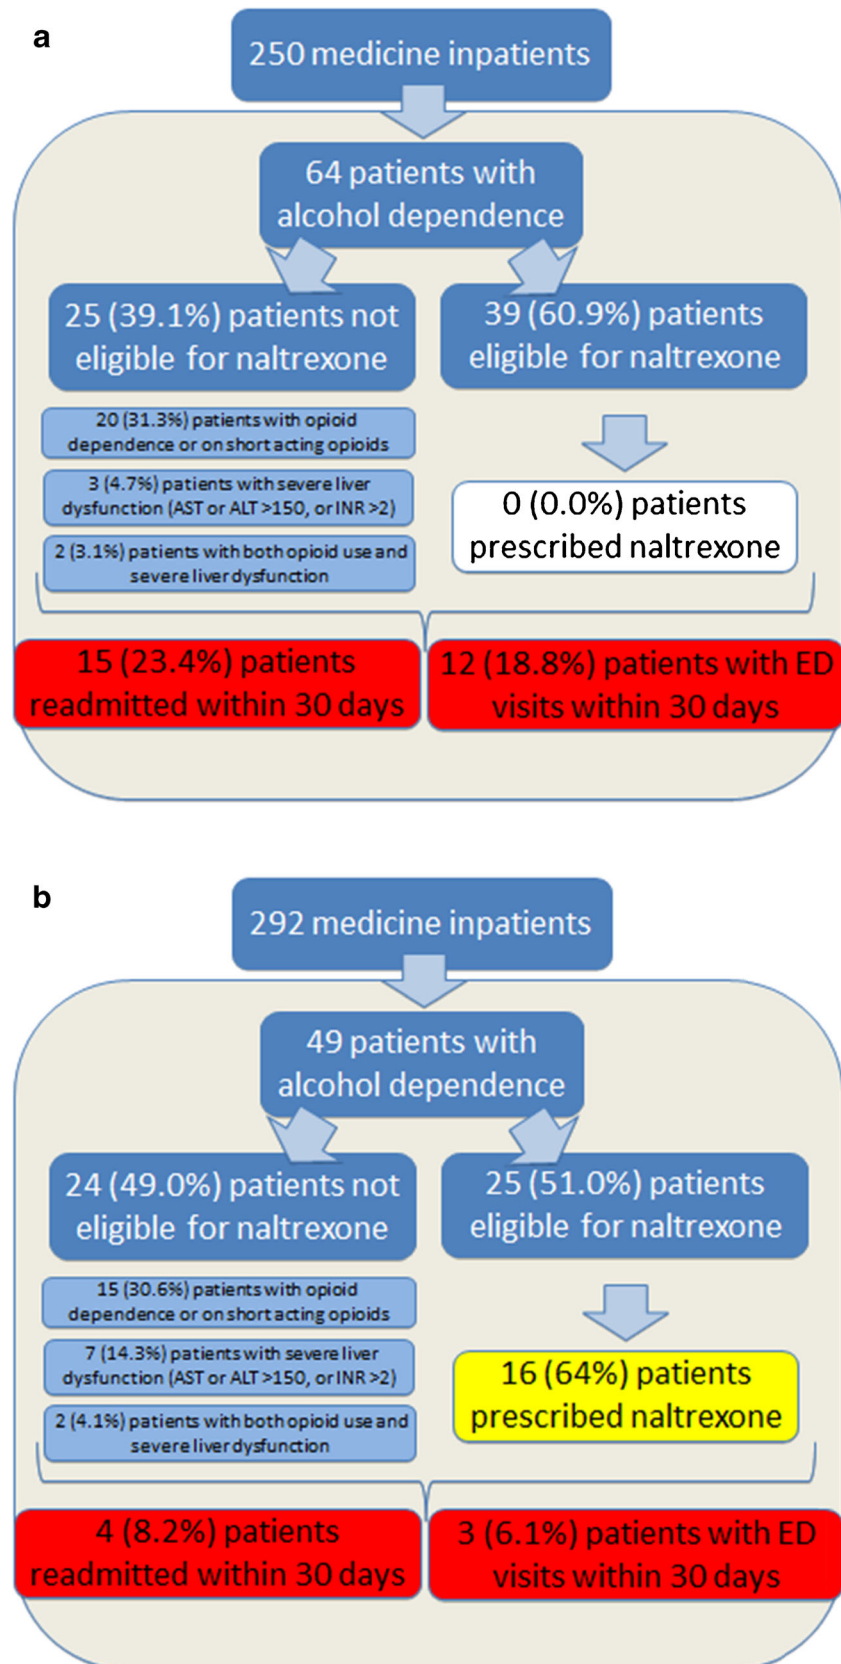 a
250 medicine inpatients
64 patients with
alcohol dependence
25 (39.1%) patients not
eligible for naltrexone
39 (60.9%) patients
eligible for naltrexone
20 (31.3%) patients with opioid
dependence or on short acting opioids
3 (4.7%) patients with severe liver
dysfunction (AST or ALT >150, or INR >2)
2 (3.1%) patients with both opioid use and
severe liver dysfunction
0 (0.0%) patients
prescribed naltrexone
15 (23.4%) patients
readmitted within 30 days
12 (18.8%) patients with ED
visits within 30 days
b
292 medicine inpatients
49 patients with
alcohol dependence
24 (49.0%) patients not
eligible for naltrexone
25 (51.0%) patients
eligible for naltrexone
15 (30.6%) patients with opioid
dependence or on short acting opioids
7 (14.3%) patients with severe liver
dysfunction (AST or ALT >150, or INR >2)
2 (4.1%) patients with both opioid use and
severe liver dysfunction
16 (64%) patients
prescribed naltrexone
4 (8.2%) patients
readmitted within 30 days
3 (6.1%) patients with ED
visits within 30 days